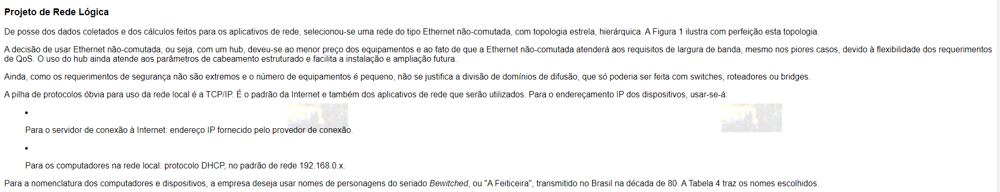 Projeto de Rede Lógica
De posse dos dados coletados e dos cálculos feitos para os aplicativos de rede, selecionou-se uma rede do tipo Ethernet não-comutada, com topologia estrela, hierárquica. A Figura 1 ilustra com perfeição esta topologia.
A decisão de usar Ethernet não-comutada, ou seja, com um hub, deveu-se ao menor preço dos equipamentos e ao fato de que a Ethernet não-comutada atenderá aos requisitos de largura de banda, mesmo nos piores casos, devido à flexibilidade dos requerimentos
de QoS. O uso do hub ainda atende aos parâmetros de cabeamento estruturado e facilita a instalação e ampliação futura.
Ainda, como os requerimentos de segurança não são extremos e o número de equipamentos é pequeno, não se justifica a divisão de domínios de difusão, que só poderia ser feita com switches, roteadores ou bridges.
A pilha de protocolos óbvia para uso da rede local é a TCP/IP. É o padrão da Internet e também dos aplicativos de rede que serão utilizados. Para o endereçamento IP dos dispositivos, usar-se-á:
•
Para o servidor de conexão à Internet: endereço IP fornecido pelo provedor de conexão.
•
Para os computadores na rede local: protocolo DHCP, no padrão de rede 192.168.0.x.
Para a nomenclatura dos computadores e dispositivos, a empresa deseja usar nomes de personagens do seriado Bewitched, ou "A Feiticeira", transmitido no Brasil na década de 80. A Tabela 4 traz os nomes escolhidos.